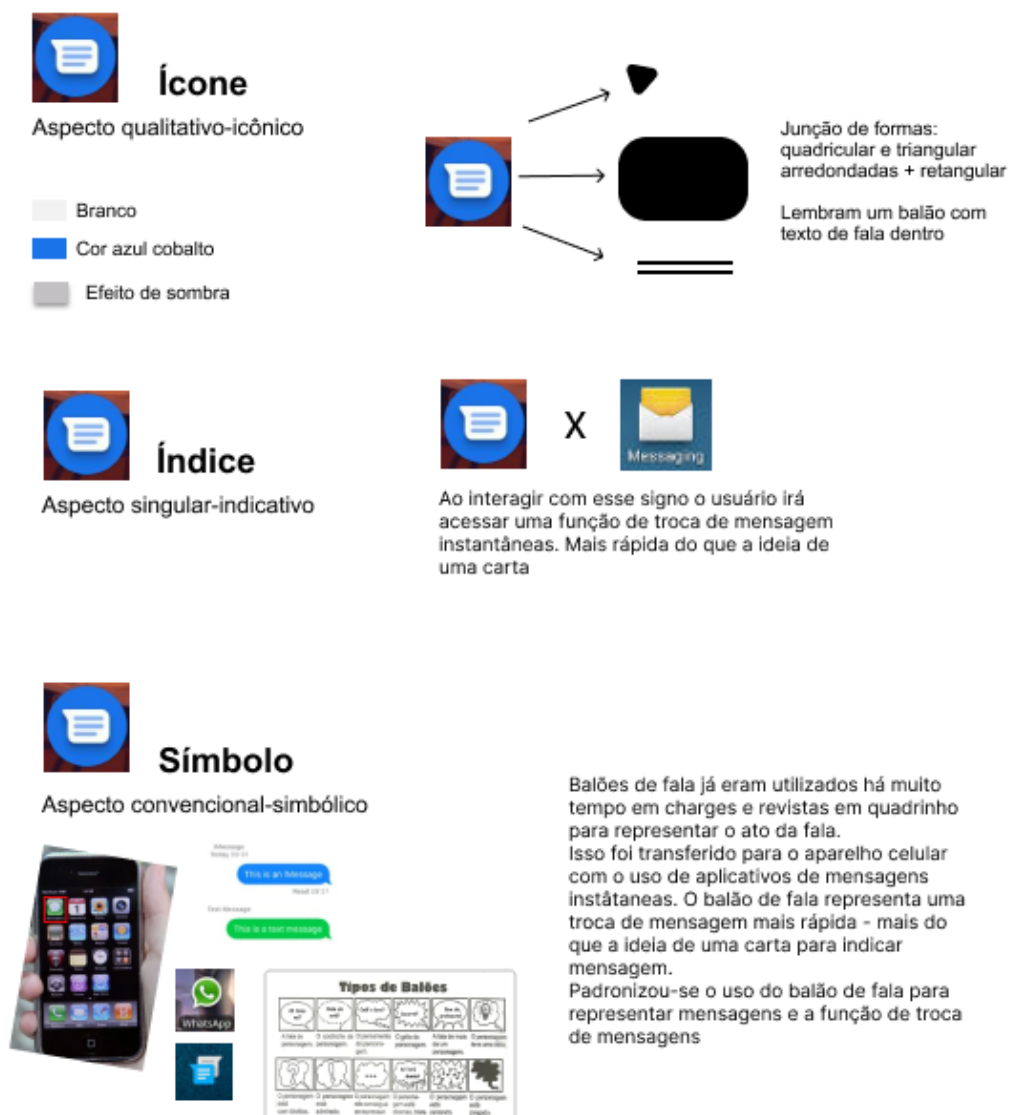 Ícone
Aspecto qualitativo-icônico
Branco
Cor azul cobalto
Efeito de sombra
Junção de formas:
quadricular e triangular
arredondadas + retangular
Lembram um balão com
texto de fala dentro
Índice
Aspecto singular-indicativo
X
Messaging
Ao interagir com esse signo o usuário irá
acessar uma função de troca de mensagem
instantâneas. Mais rápida do que a ideia de
uma carta
Símbolo
Aspecto convencional-simbólico
iMessage
This is an iMessage
Text Message
This is a text message
WhatsApp
Tipos de Balões
Balões de fala já eram utilizados há muito
tempo em charges e revistas em quadrinho
para representar o ato da fala.
Isso foi transferido para o aparelho celular
com o uso de aplicativos de mensagens
instâtaneas. O balão de fala representa uma
troca de mensagem mais rápida - mais do
que a ideia de uma carta para indicar
mensagem.
Padronizou-se o uso do balão de fala para
representar mensagens e a função de troca
de mensagens